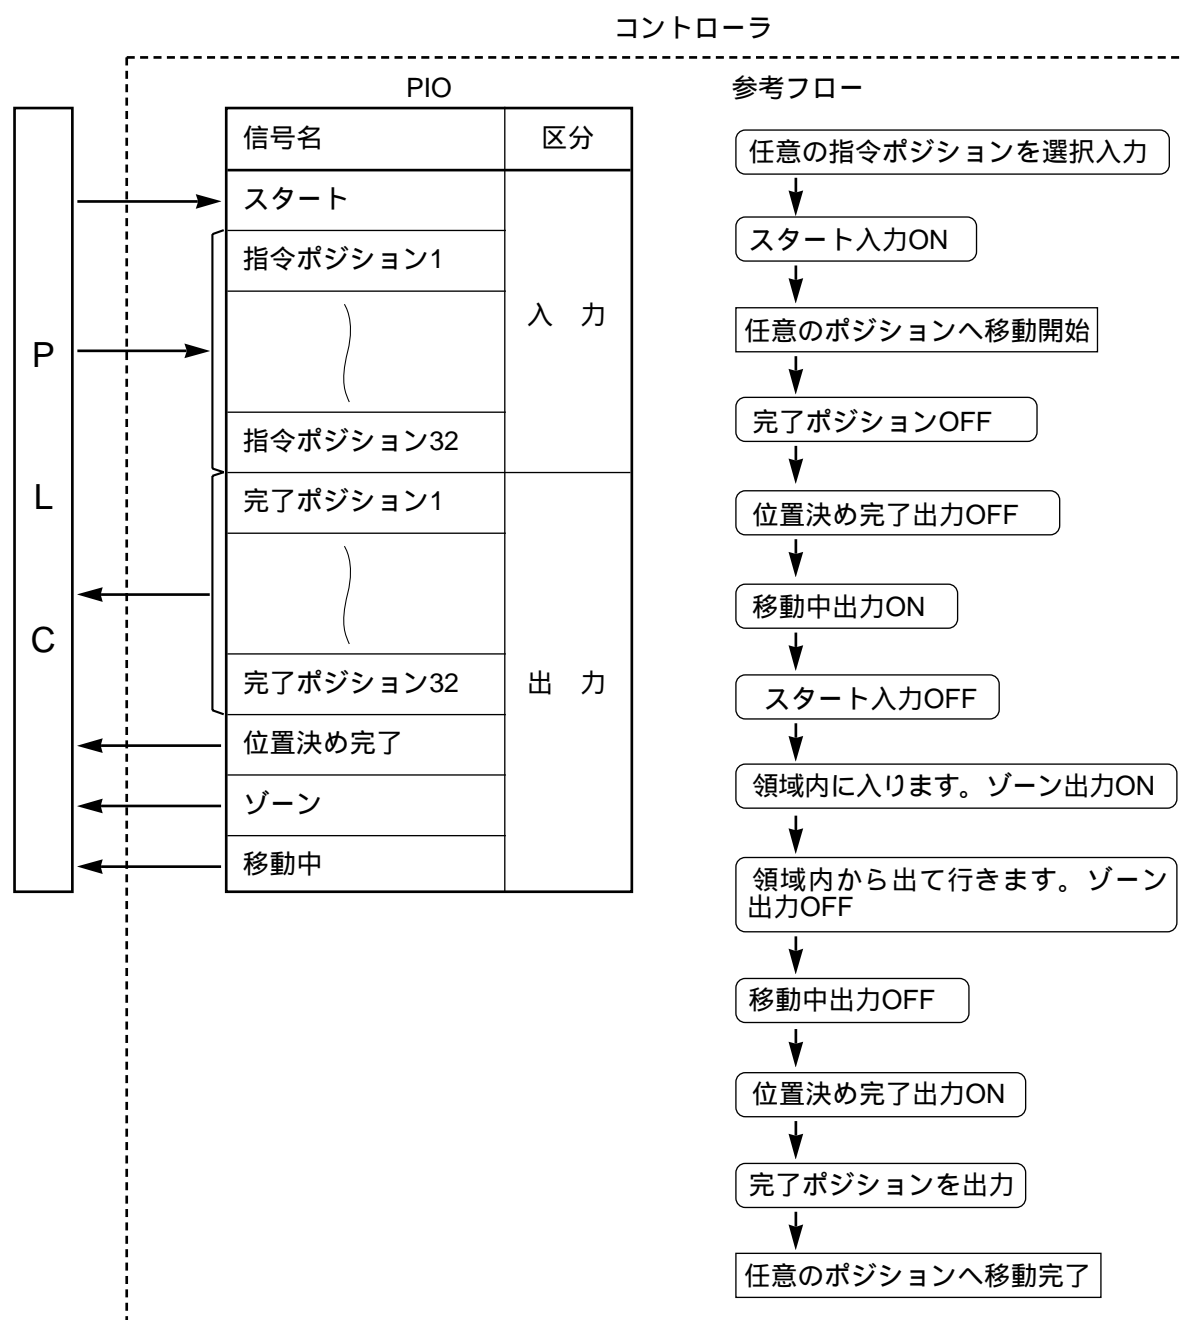 コントローラ
PIO
参考フロー
P
L
C
信号名
区分
スタート
指令ポジション1
指令ポジション32
入 力
完了ポジション1
完了ポジション32
位置決め完了
ゾーン
移動中
出 力
任意の指令ポジションを選択入力
スタート入力ON
任意のポジションへ移動開始
完了ポジションOFF
位置決め完了出力OFF
移動中出力ON
スタート入力OFF
領域内に入ります。ゾーン出力ON
領域内から出て行きます。ゾーン
出力OFF
移動中出力OFF
位置決め完了出力ON
完了ポジションを出力
任意のポジションへ移動完了